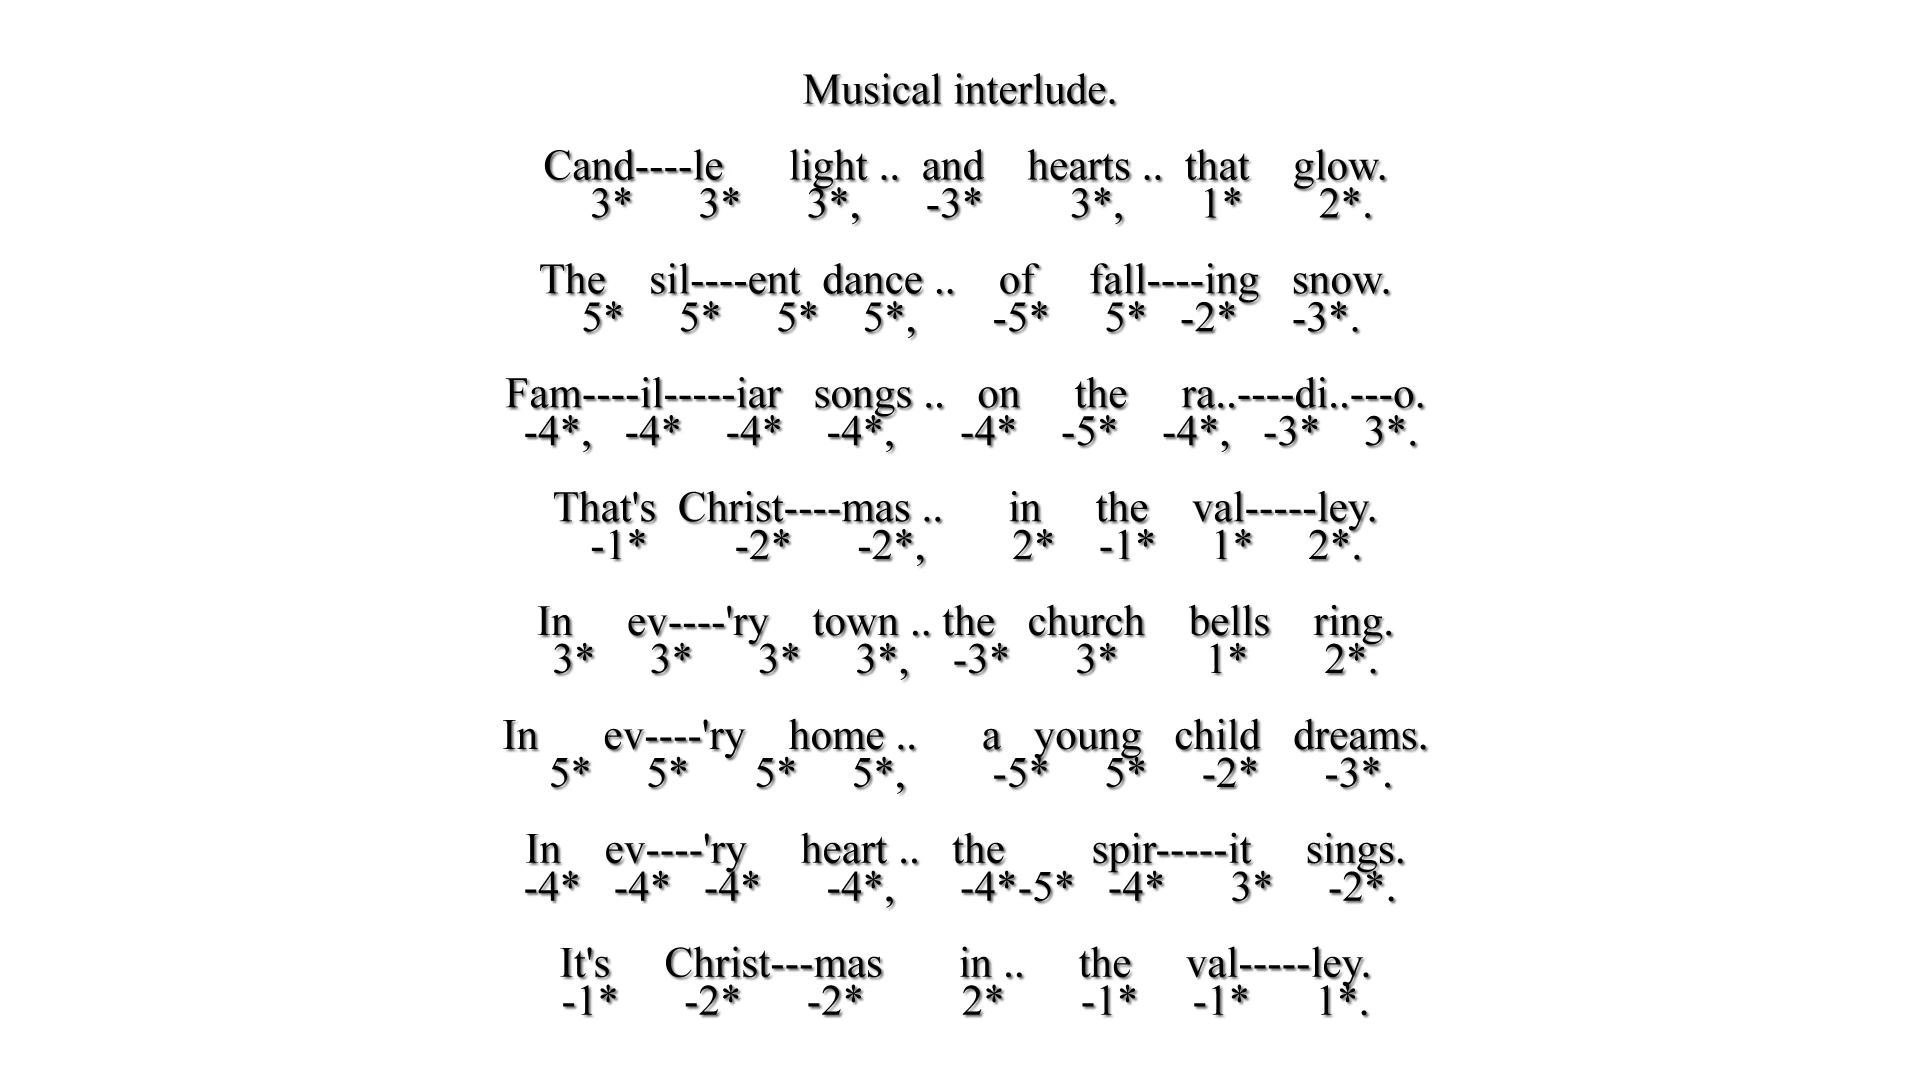 Musical interlude.
Cand----le light .. and hearts .. that glow.
3* 3* 3*, -3* 3*, 1* 2*.
The sil----ent dance .. of fall----ing snow.
5* 5* 5* 5*, -5* 5* -2* -3*.
Fam----il-----iar songs .. on the ra..----di..---o.
-4*, -4* -4* -4*, -4* -5* -4*, -3* 3*.
That's Christ----mas .. in the val-----ley.
-1* -2* -2*, 2* -1* 1* 2*.
In ev----'ry town .. the church bells ring.
3* 3* 3* 3*, -3* 3* 1* 2*.
In ev----'ry home .. a young child dreams.
5* 5* 5* 5*, -5* 5* -2* -3*.
In ev----'ry heart .. the spir-----it sings.
-4* -4* -4* -4*, -4*-5* -4* 3* -2*.
It's Christ---mas in .. the val-----ley.
-1* -2* -2* 2* -1* -1* 1*.